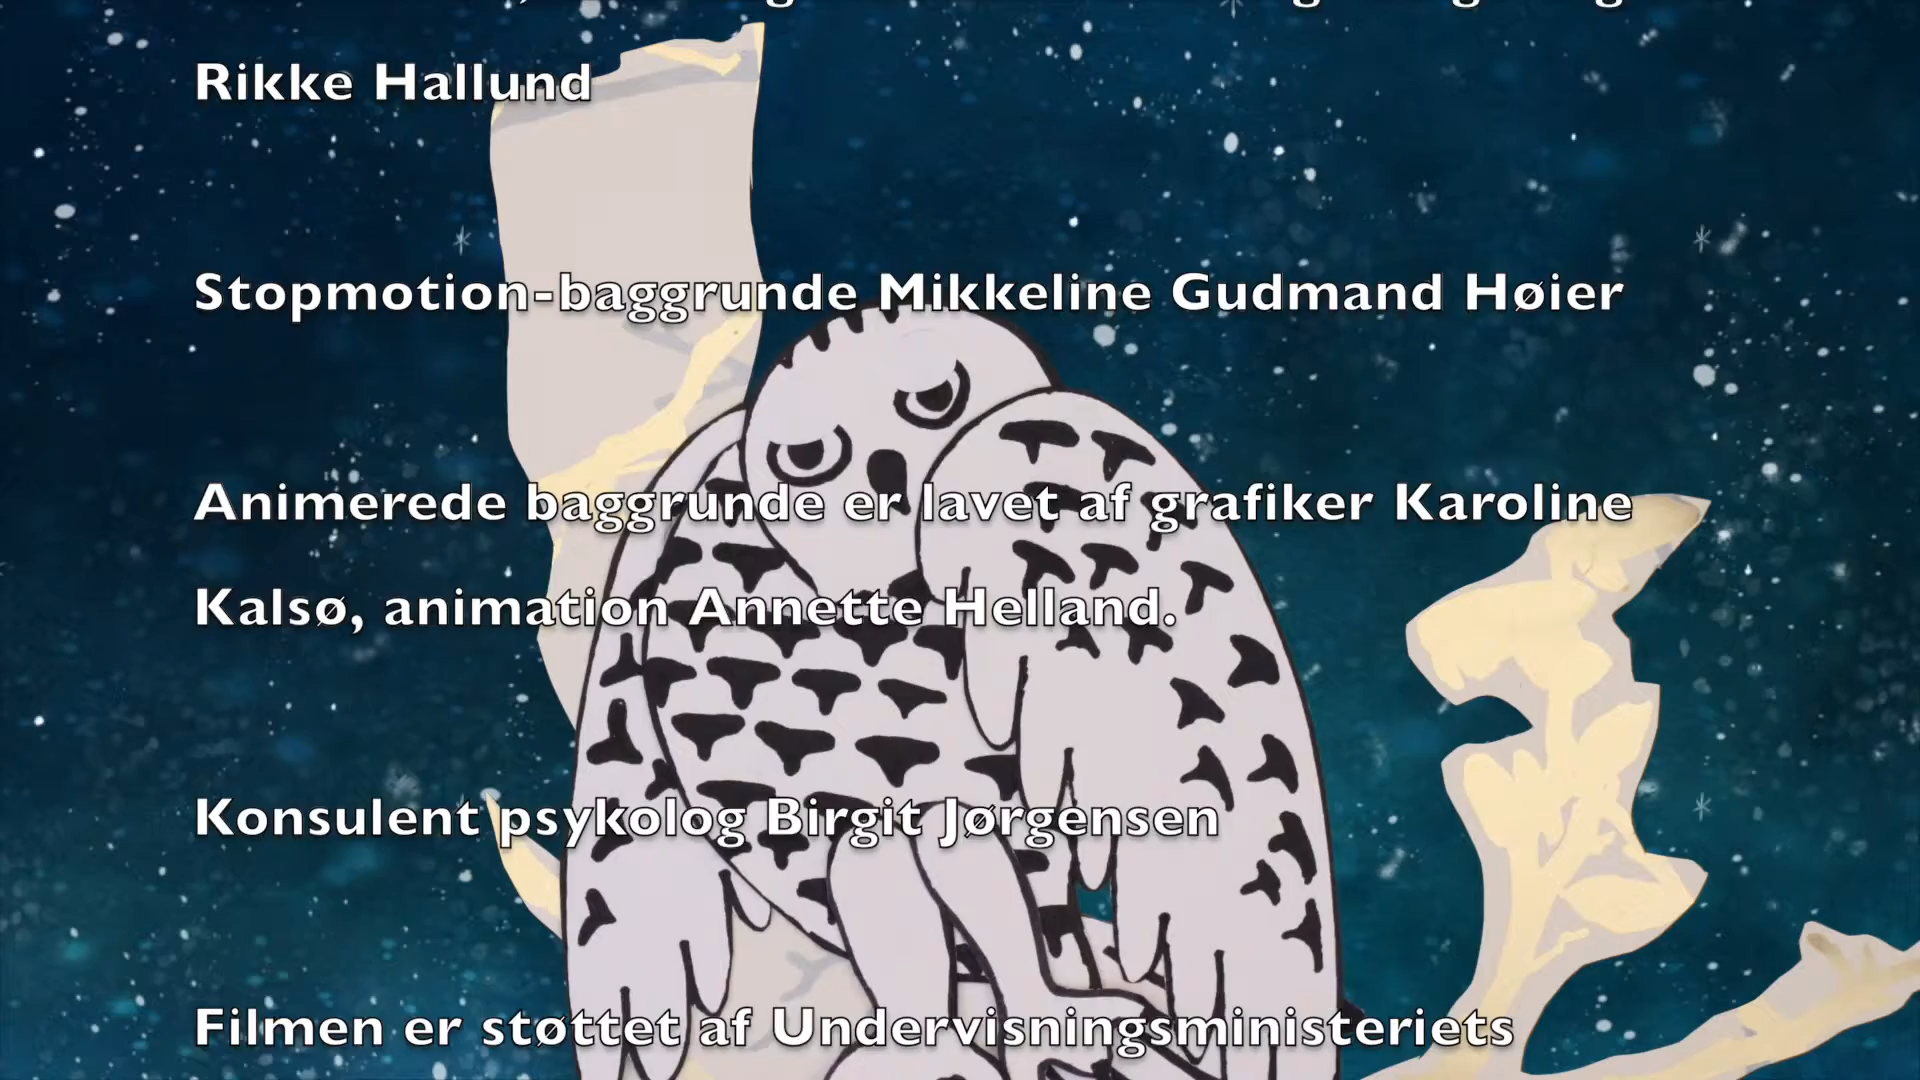 Rikke Hallund
Stopmotion-baggrunde Mikkeline Gudmand Høier
Animerede baggrunde er lavet af grafiker Karoline
Kalsø, animation Annette Helland.
Konsulent psykolog Birgit Jørgensen
Filmen er støttet af Undervisningsministeriets